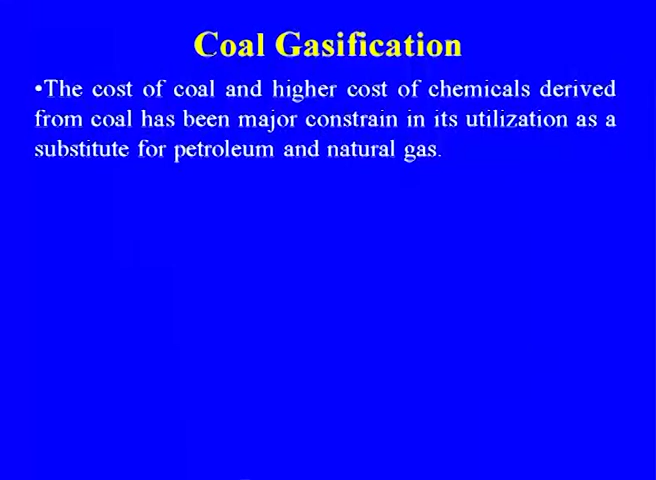 Coal Gasification
•The cost of coal and higher cost of chemicals derived
from coal has been major constrain in its utilization as a
substitute for petroleum and natural gas.